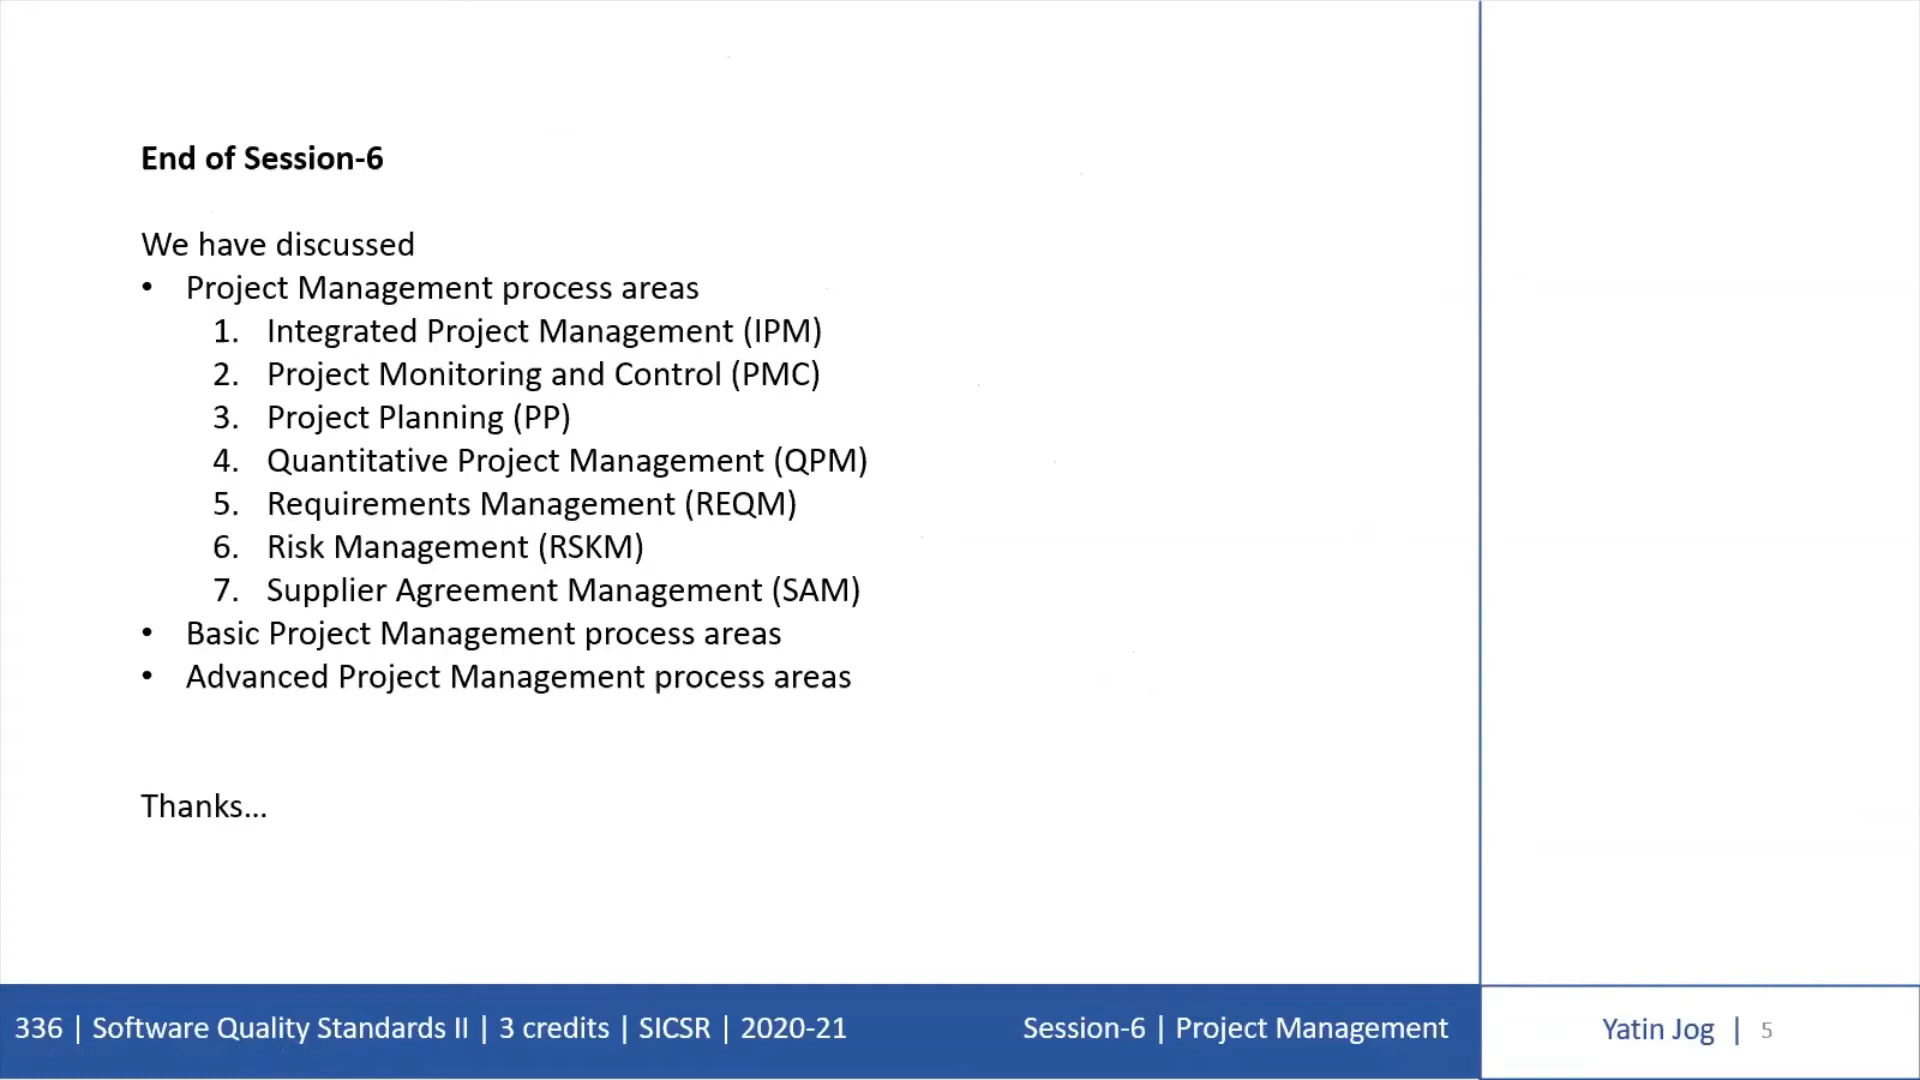 End of Session-6
We have discussed
• Project Management process areas
1. Integrated Project Management (IPM)
2. Project Monitoring and Control (PMC)
3. Project Planning (PP)
4. Quantitative Project Management (QPM)
5. Requirements Management (REQM)
6. Risk Management (RSKM)
7. Supplier Agreement Management (SAM)
• Basic Project Management process areas
• Advanced Project Management process areas
Thanks...
336 | Software Quality Standards II | 3 credits | SICSR | 2020-21
Session-6 | Project Management
Yatin Jog | 5